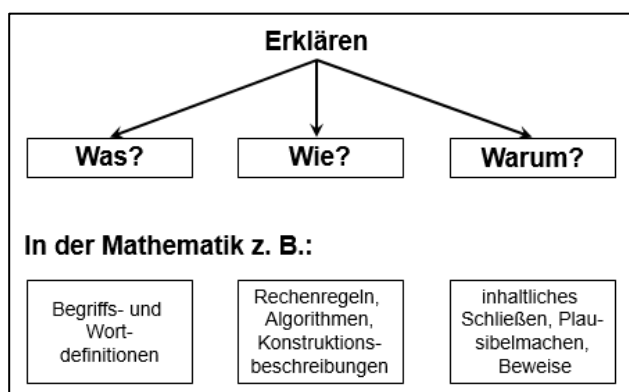 Erklären
Was?
Wie?
Warum?
In der Mathematik z. B.:
Begriffs- und
Wort-
definitionen
Rechenregeln,
Algorithmen,
Konstruktions-
beschreibungen
inhaltliches
Schließen, Plau-
sibelmachen,
Beweise